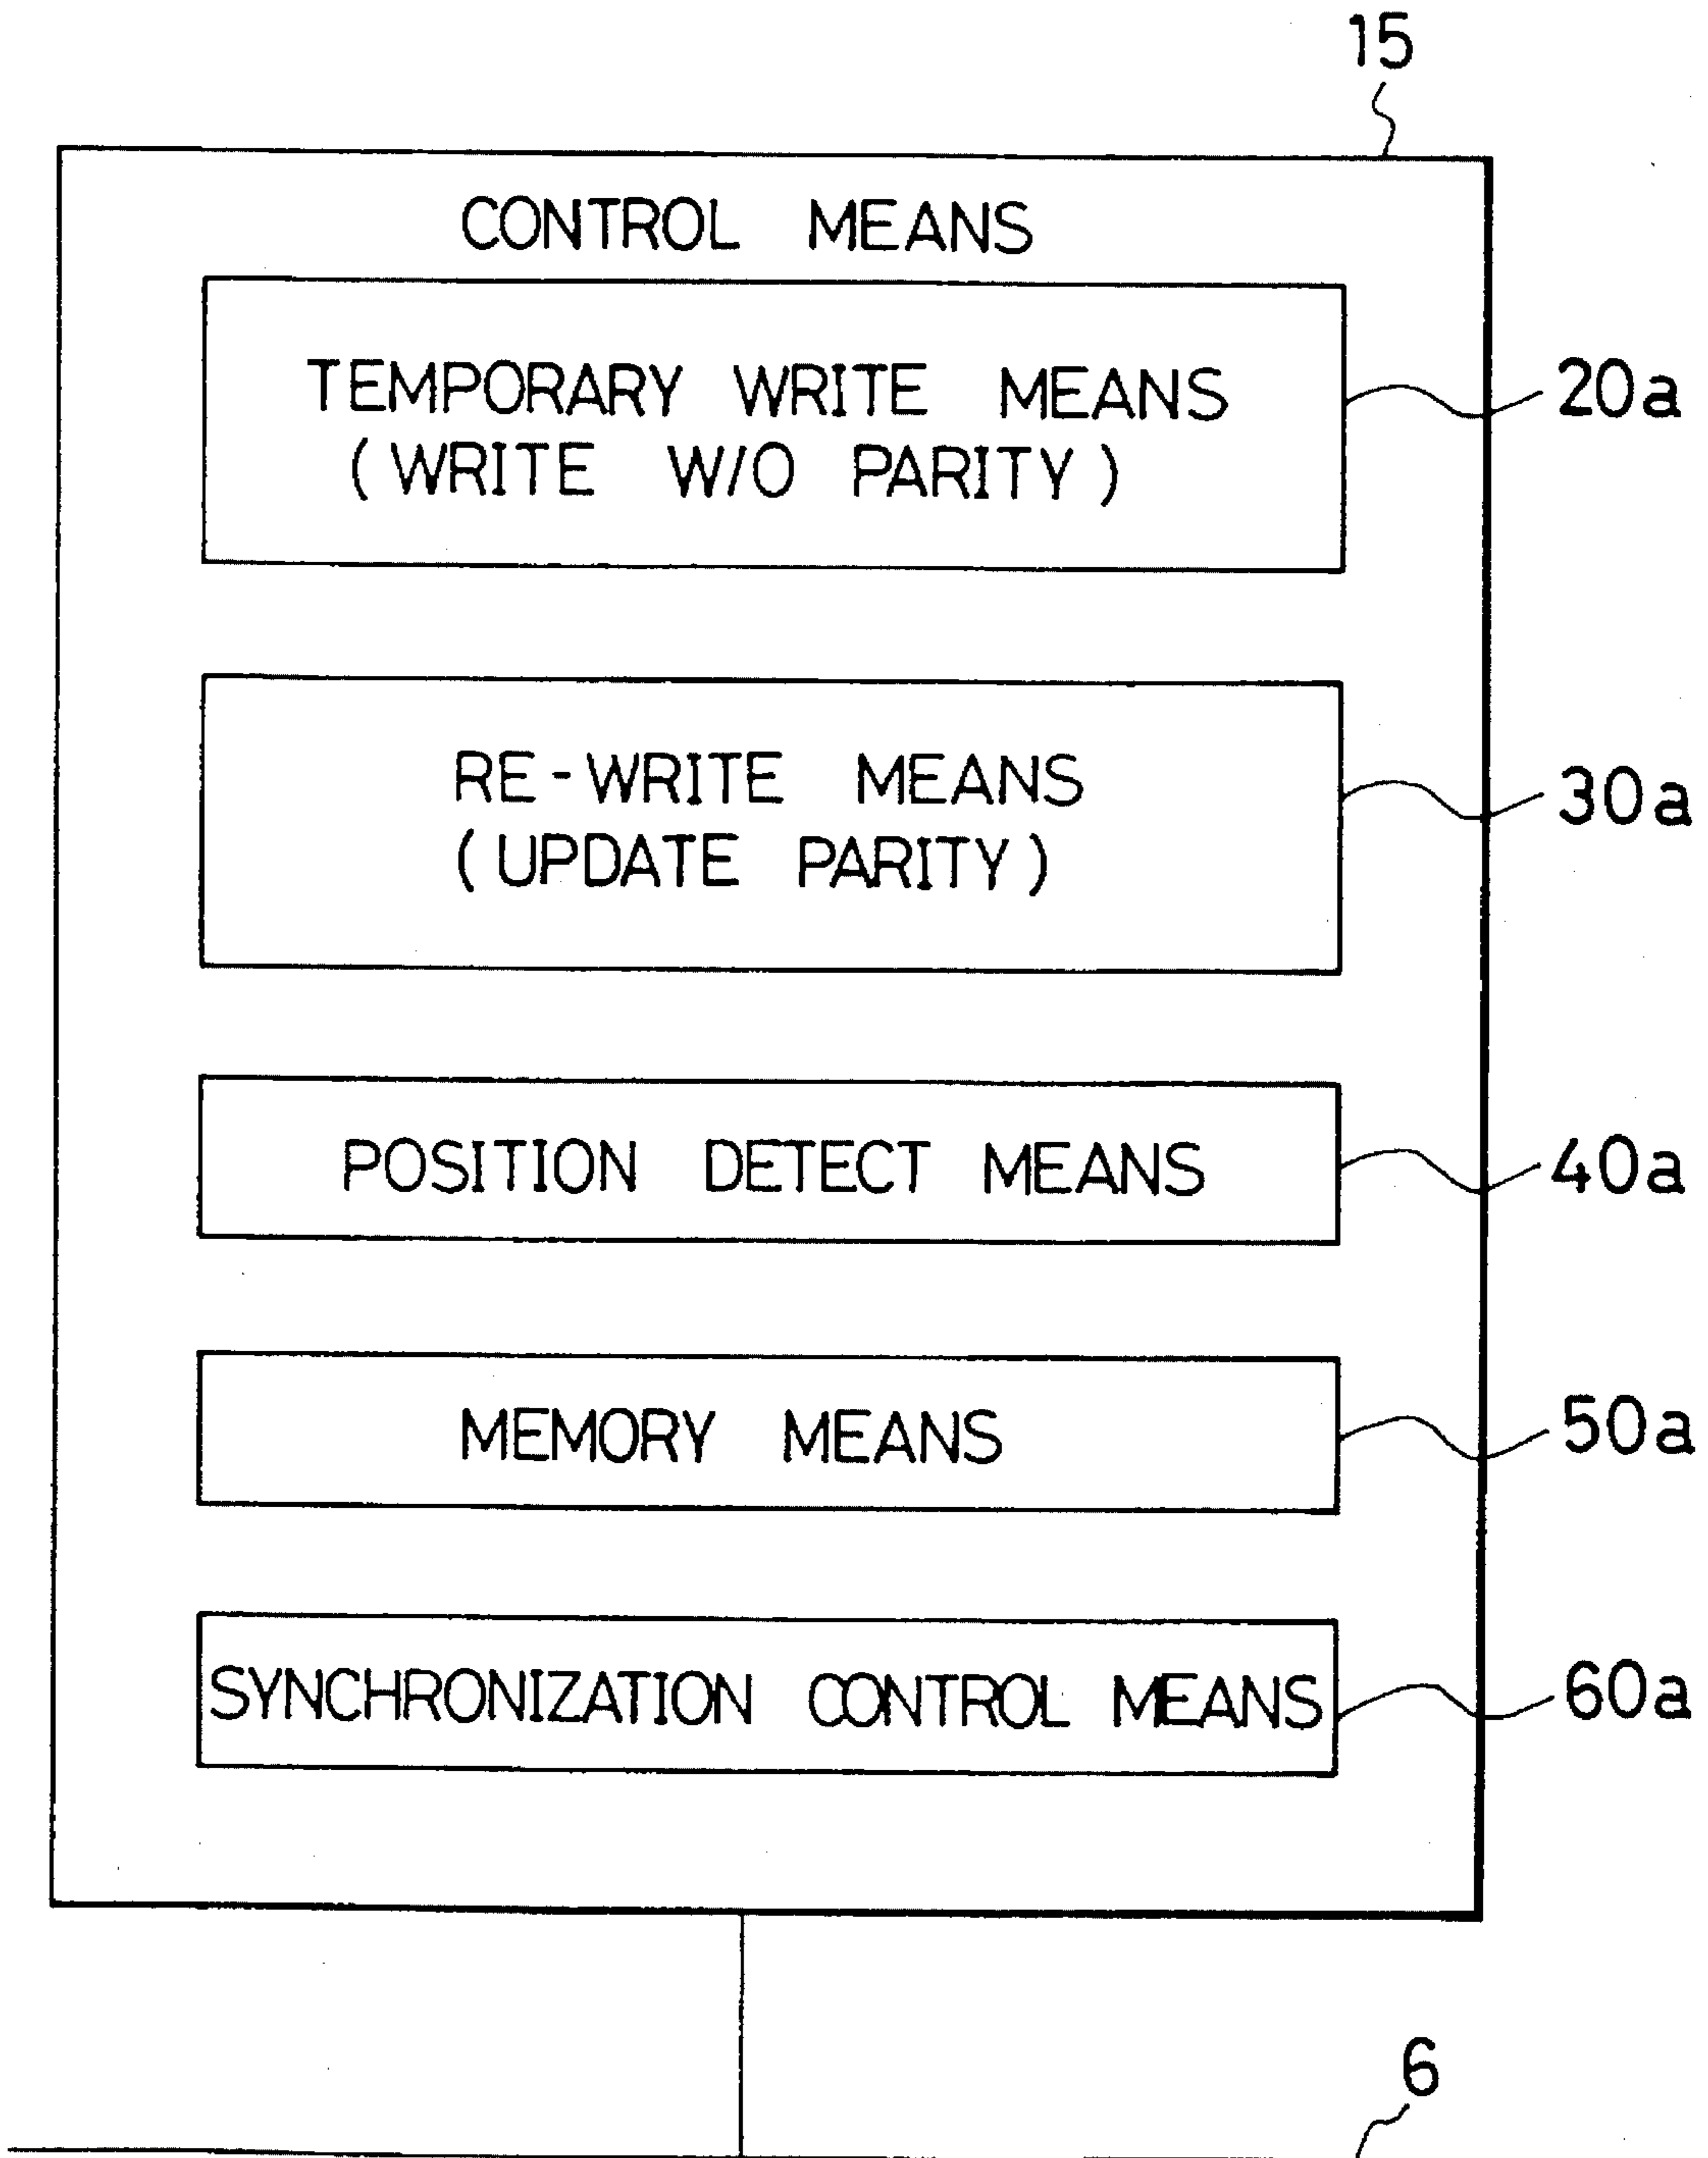 15
CONTROL MEANS
TEMPORARY WRITE MEANS
(WRITE W/O PARITY)
20a
RE-WRITE MEANS
(UPDATE PARITY)
30a
POSITION DETECT MEANS
40a
MEMORY MEANS
50a
SYNCHRONIZATION CONTROL MEANS
60a
6